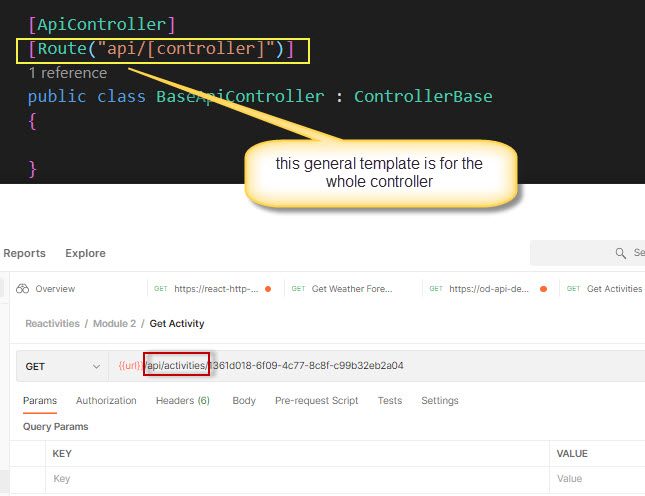 [ApiController]
[Route("api/[controller]")]
1 reference
public class BaseApiController : ControllerBase
{
this general template is for the
whole controller
}
Reports Explore
Se
Overview GET https://react-http-... GET Get Weather Fore... GET https://od-api-de... GET Get Activities
Reactivities / Module 2 / Get Activity
GET {{url}}/api/activities/1361d018-6f09-4c77-8c8f-c99b32eb2a04
Params Authorization Headers (6) Body Pre-request Script Tests Settings
Query Params
KEY VALUE
Key Value